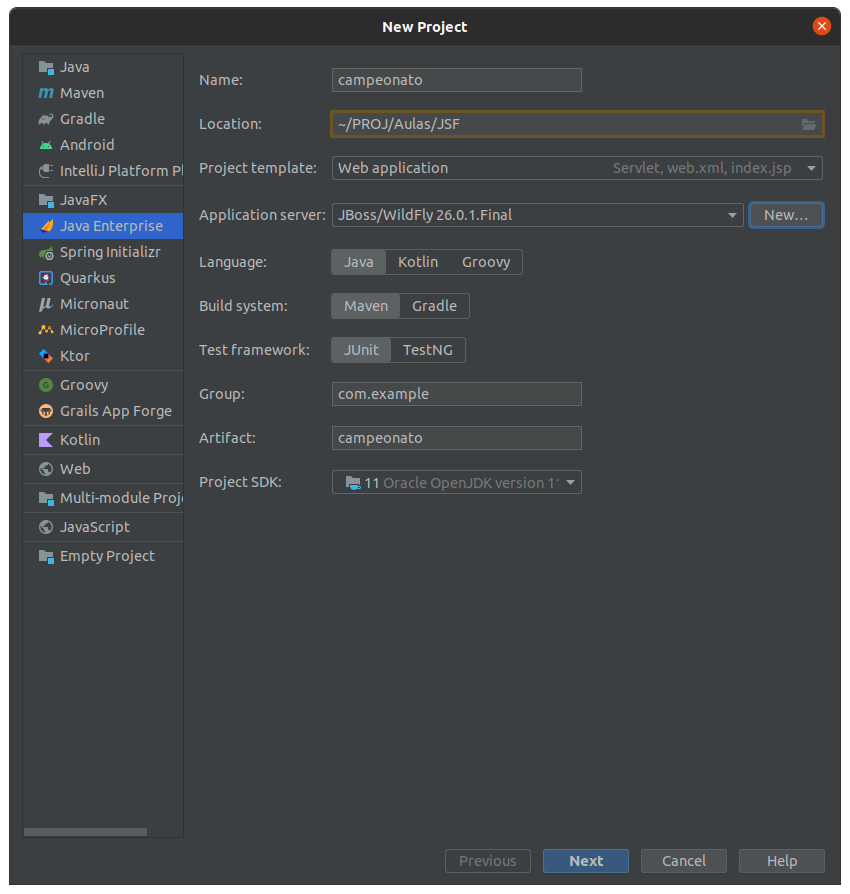 New Project
Java
Maven
Gradle
Android
IntelliJ Platform Pl
JavaFX
Java Enterprise
Spring Initializr
Quarkus
Micronaut
MicroProfile
Ktor
Groovy
Grails App Forge
Kotlin
Web
Multi-module Proj
JavaScript
Empty Project
Name: campeonato
Location: ~/PROJ/Aulas/JSF
Project template: Web application Servlet, web.xml, index.jsp
Application server: JBoss/WildFly 26.0.1.Final New...
Language: Java Kotlin Groovy
Build system: Maven Gradle
Test framework: JUnit TestNG
Group: com.example
Artifact: campeonato
Project SDK: 11 Oracle OpenJDK version 11
Previous Next Cancel Help